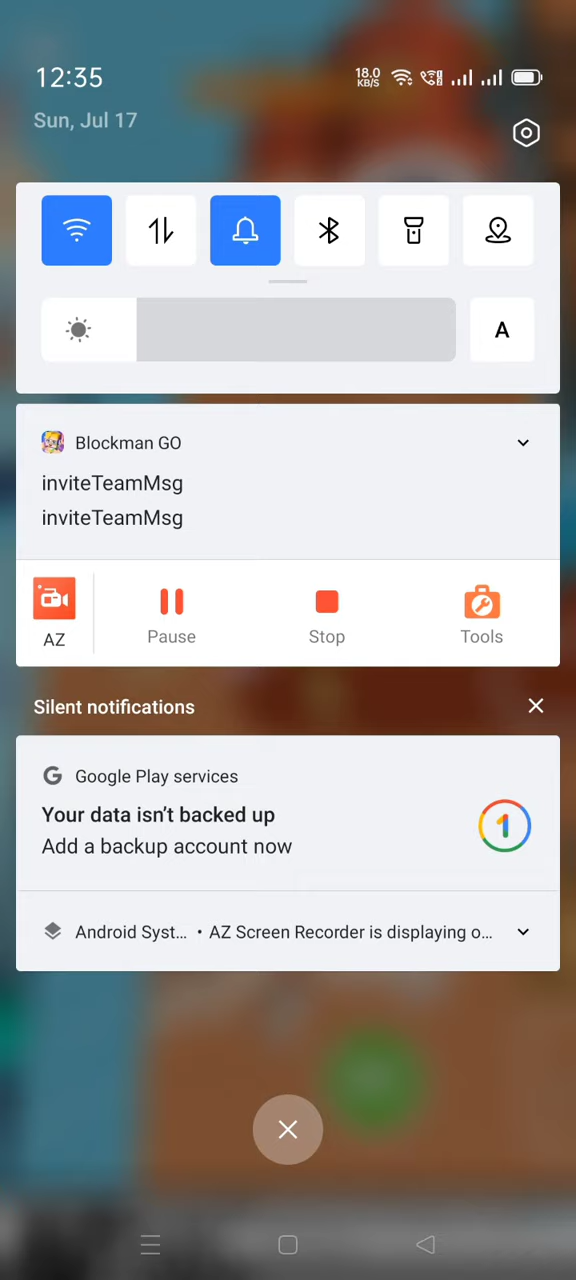 12:35
18.0
KB/S
Sun, Jul 17
A
Blockman GO
inviteTeamMsg
inviteTeamMsg
AZ
Pause
Stop
Tools
Silent notifications
Google Play services
Your data isn't backed up
Add a backup account now
1
Android Syst... • AZ Screen Recorder is displaying o...